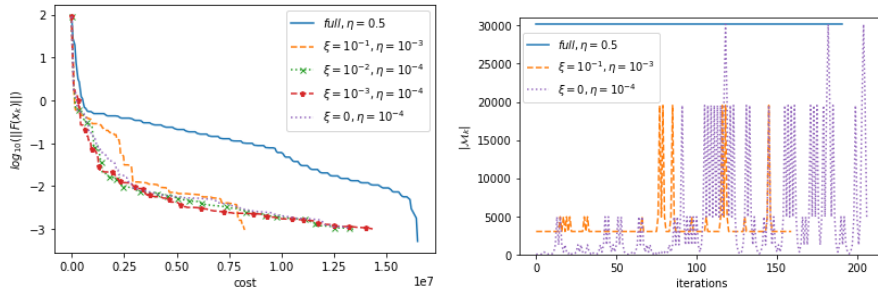 2
1
0
−1
−2
−3
log₁₀(||F(xₖ)||)
0.00 0.25 0.50 0.75 1.00 1.25 1.50
1e7
cost
full, η = 0.5
ξ = 10⁻¹, η = 10⁻³
ξ = 10⁻², η = 10⁻⁴
ξ = 10⁻³, η = 10⁻⁴
ξ = 0, η = 10⁻⁴
30000
25000
20000
15000
10000
5000
0
|ℳₖ|
0 50 100 150 200
iterations
full, η = 0.5
ξ = 10⁻¹, η = 10⁻³
ξ = 0, η = 10⁻⁴